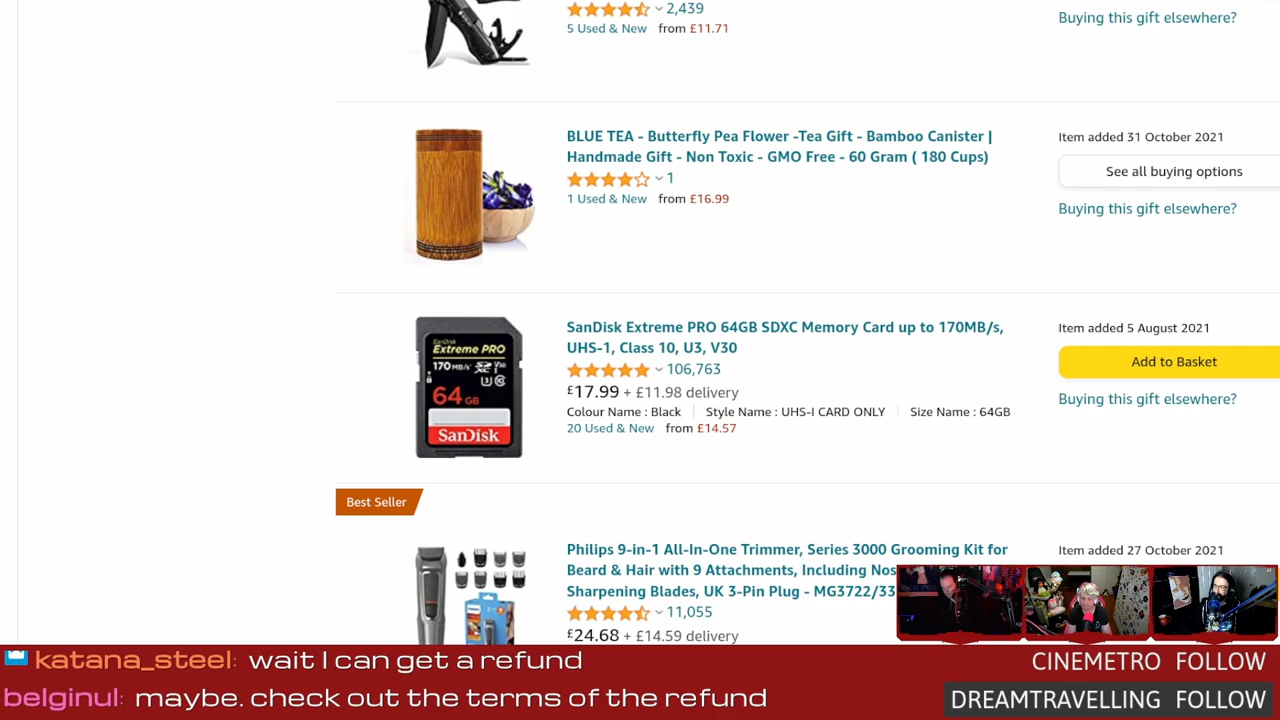 2,439
5 Used & New from £11.71
Buying this gift elsewhere?
BLUE TEA - Butterfly Pea Flower -Tea Gift - Bamboo Canister |
Handmade Gift - Non Toxic - GMO Free - 60 Gram ( 180 Cups)
1
1 Used & New from £16.99
Item added 31 October 2021
See all buying options
Buying this gift elsewhere?
SanDisk
Extreme PRO
170 MB/s
64 GB
SanDisk
SanDisk Extreme PRO 64GB SDXC Memory Card up to 170MB/s,
UHS-1, Class 10, U3, V30
106,763
£17.99 + £11.98 delivery
Colour Name : Black | Style Name : UHS-I CARD ONLY | Size Name : 64GB
20 Used & New from £14.57
Item added 5 August 2021
Add to Basket
Buying this gift elsewhere?
Best Seller
Philips 9-in-1 All-In-One Trimmer, Series 3000 Grooming Kit for
Beard & Hair with 9 Attachments, Including Nos
Sharpening Blades, UK 3-Pin Plug - MG3722/33
11,055
£24.68 + £14.59 delivery
Item added 27 October 2021
katana_steel: wait I can get a refund
belginul: maybe. check out the terms of the refund
CINEMETRO FOLLOW
DREAMTRAVELLING FOLLOW